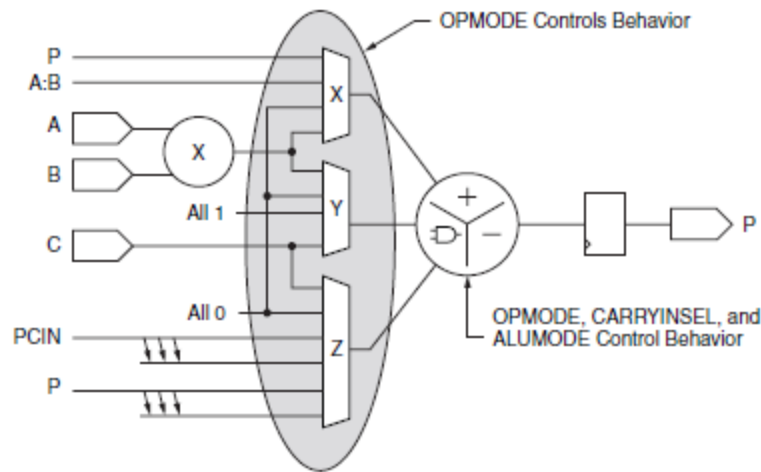 OPMODE Controls Behavior
P
A:B
A
X
B
X
All 1
Y
C
+
−
P
All 0
PCIN
Z
OPMODE, CARRYINSEL, and
ALUMODE Control Behavior
P